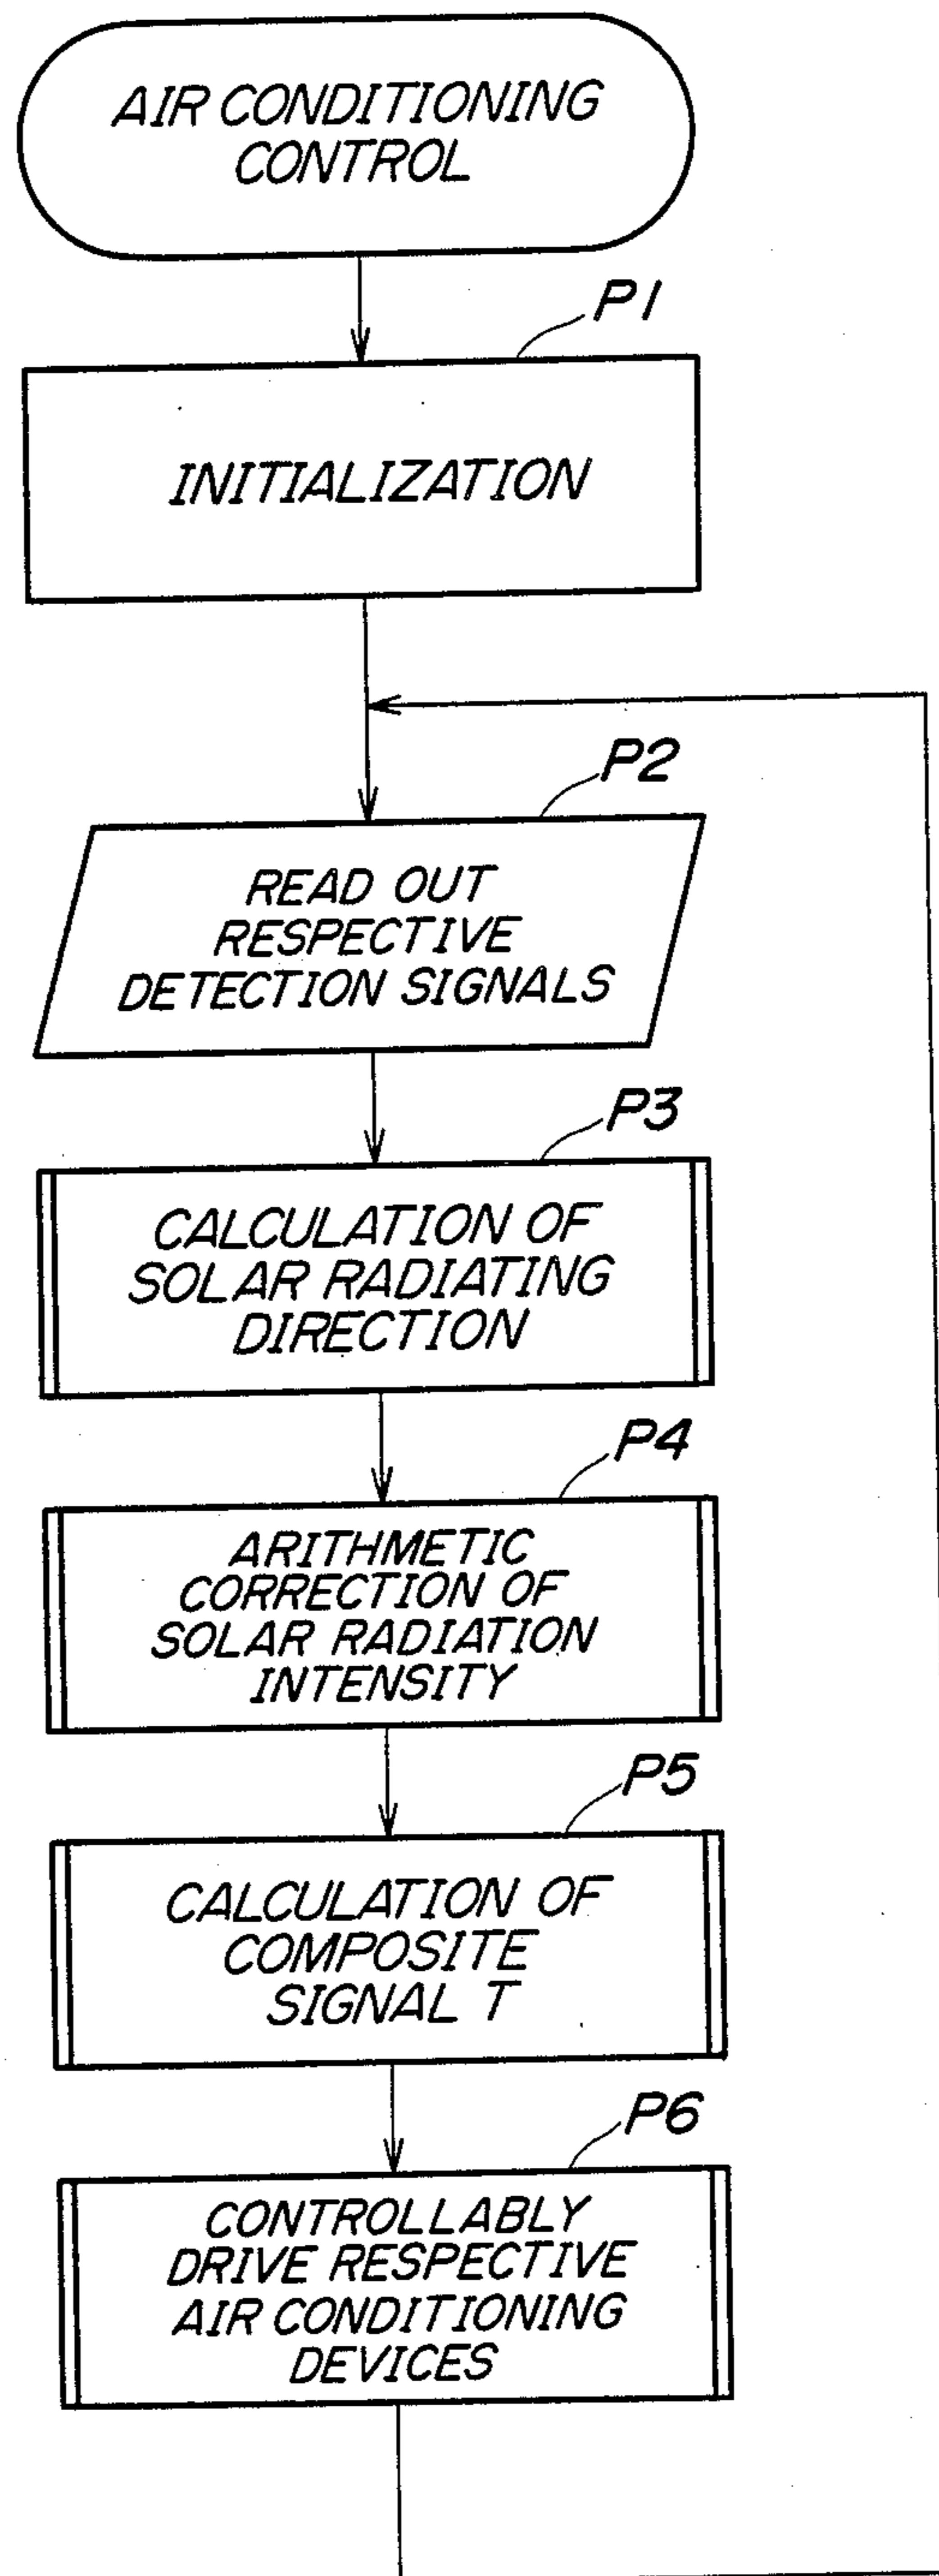 AIR CONDITIONING
CONTROL
P1
INITIALIZATION
P2
READ OUT
RESPECTIVE
DETECTION SIGNALS
P3
CALCULATION OF
SOLAR RADIATING
DIRECTION
P4
ARITHMETIC
CORRECTION OF
SOLAR RADIATION
INTENSITY
P5
CALCULATION OF
COMPOSITE
SIGNAL T
P6
CONTROLLABLY
DRIVE RESPECTIVE
AIR CONDITIONING
DEVICES